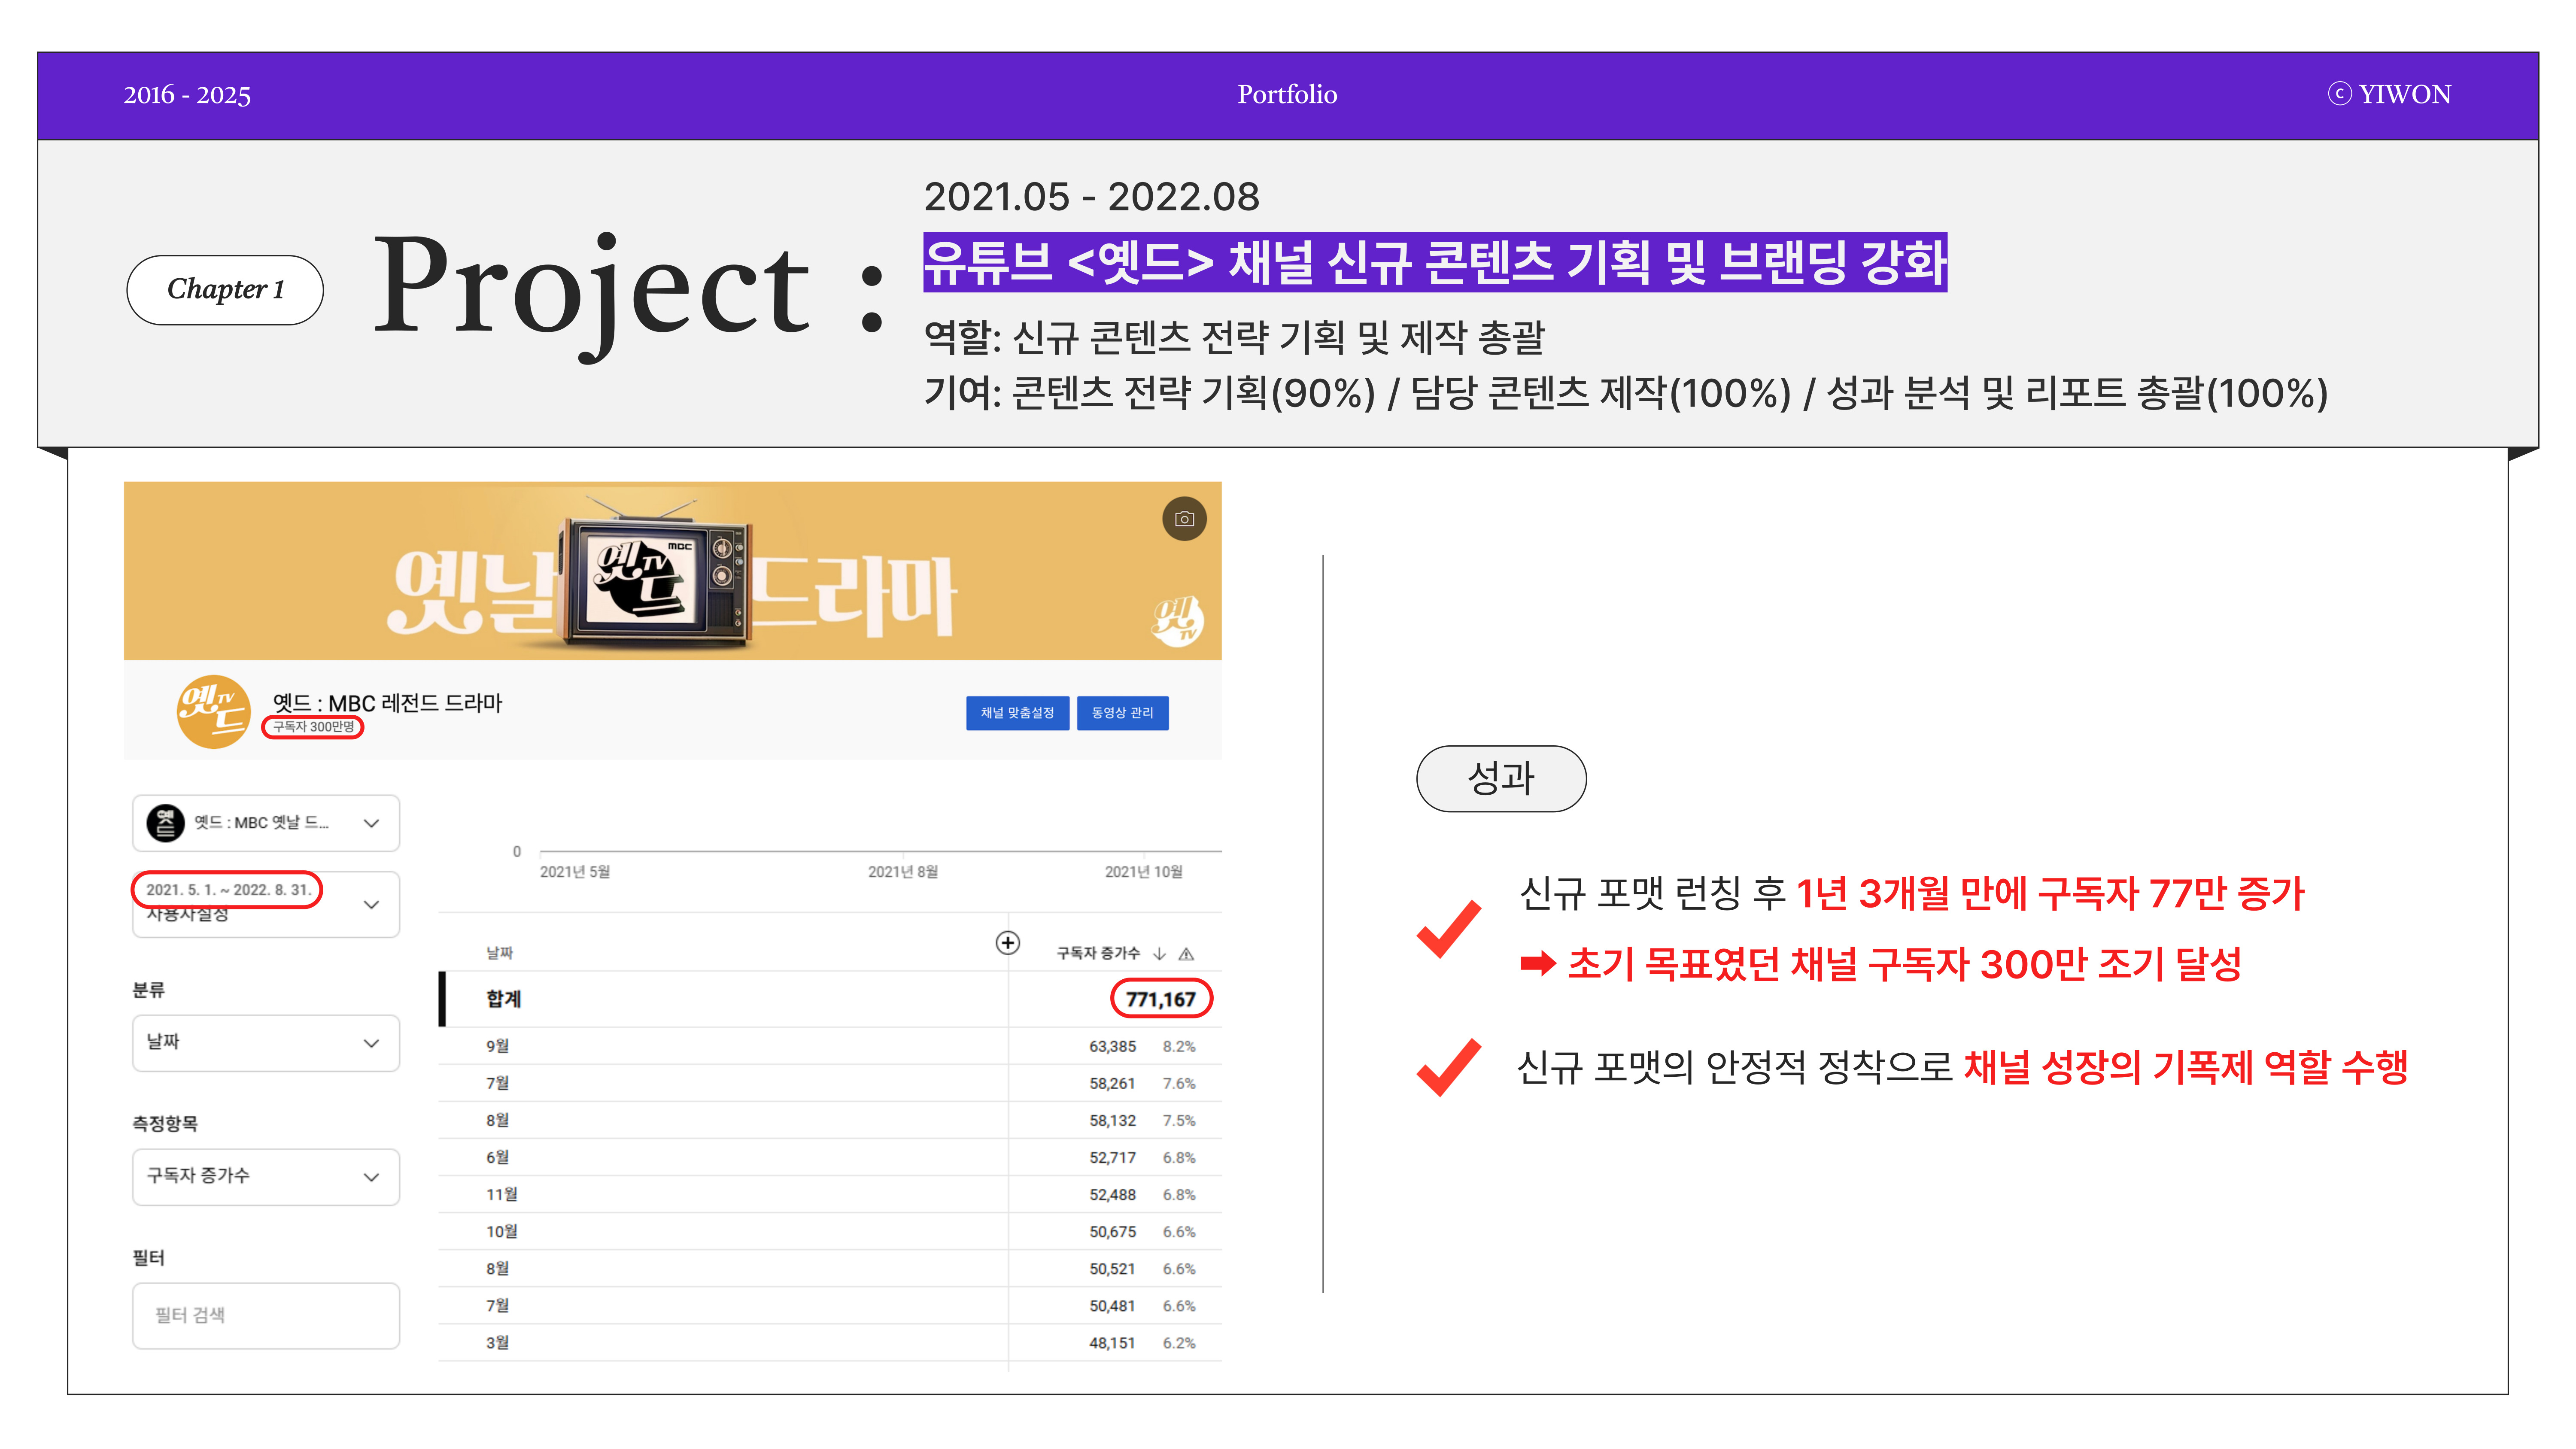 2016 - 2025
Portfolio
ⓒ YIWON
Chapter 1
Project :
2021.05 - 2022.08
유튜브 <옛드> 채널 신규 콘텐츠 기획 및 브랜딩 강화
역할: 신규 콘텐츠 전략 기획 및 제작 총괄
기여: 콘텐츠 전략 기획(90%) / 담당 콘텐츠 제작(100%) / 성과 분석 및 리포트 총괄(100%)
옛날 드라마
mbc
옛드 TV
옛 TV
옛드 TV
옛드 : MBC 레전드 드라마
구독자 300만명
채널 맞춤설정
동영상 관리
옛드
옛드 : MBC 옛날 드...
2021. 5. 1. ~ 2022. 8. 31.
사용자설정
분류
날짜
측정항목
구독자 증가수
필터
필터 검색
0
2021년 5월
2021년 8월
2021년 10월
날짜
구독자 증가수
합계 771,167
9월 63,385 8.2%
7월 58,261 7.6%
8월 58,132 7.5%
6월 52,717 6.8%
11월 52,488 6.8%
10월 50,675 6.6%
8월 50,521 6.6%
7월 50,481 6.6%
3월 48,151 6.2%
성과
신규 포맷 런칭 후 1년 3개월 만에 구독자 77만 증가
➡ 초기 목표였던 채널 구독자 300만 조기 달성
신규 포맷의 안정적 정착으로 채널 성장의 기폭제 역할 수행